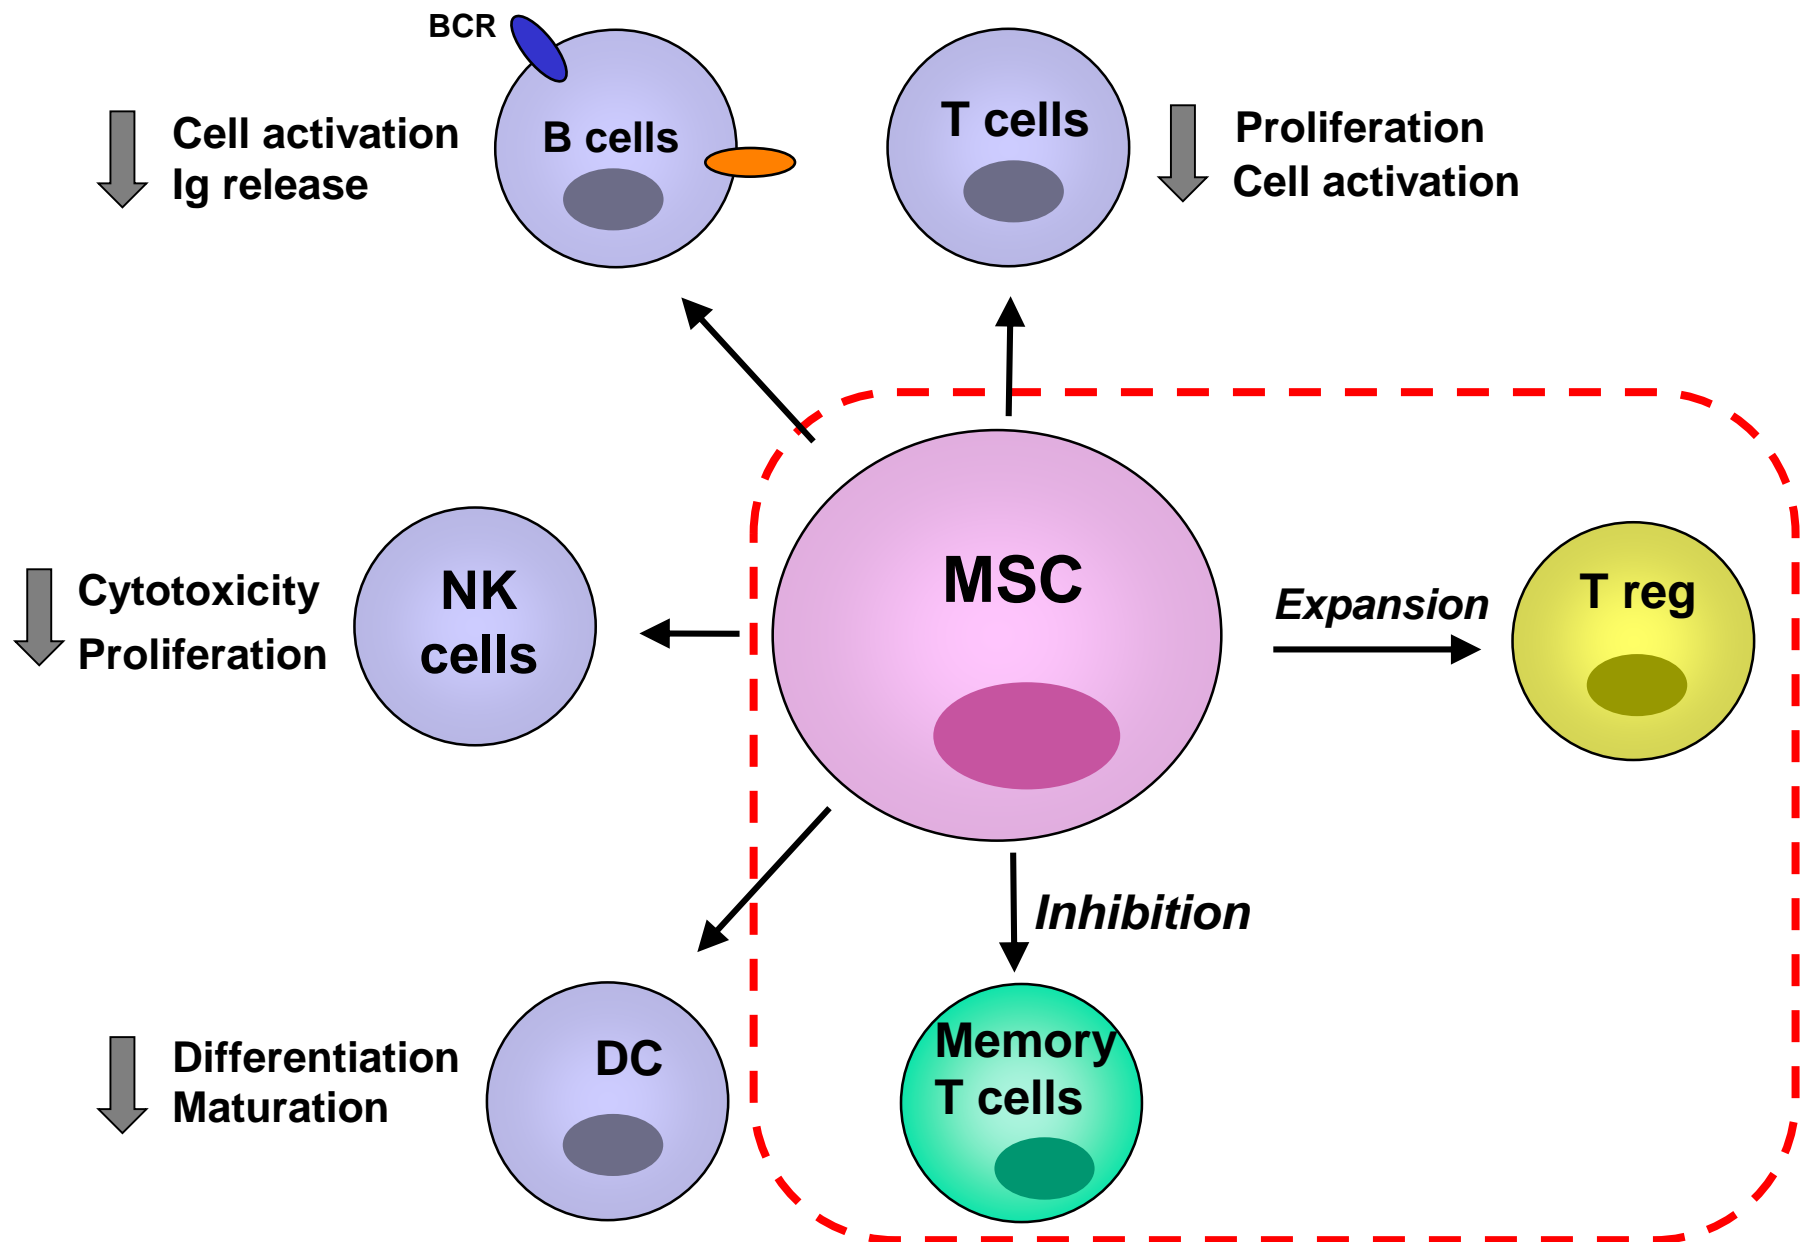 BCR
Cell activation
Ig release
B cells
T cells
Proliferation
Cell activation
Cytotoxicity
Proliferation
NK
cells
MSC
Expansion
T reg
Inhibition
Differentiation
Maturation
DC
Memory
T cells